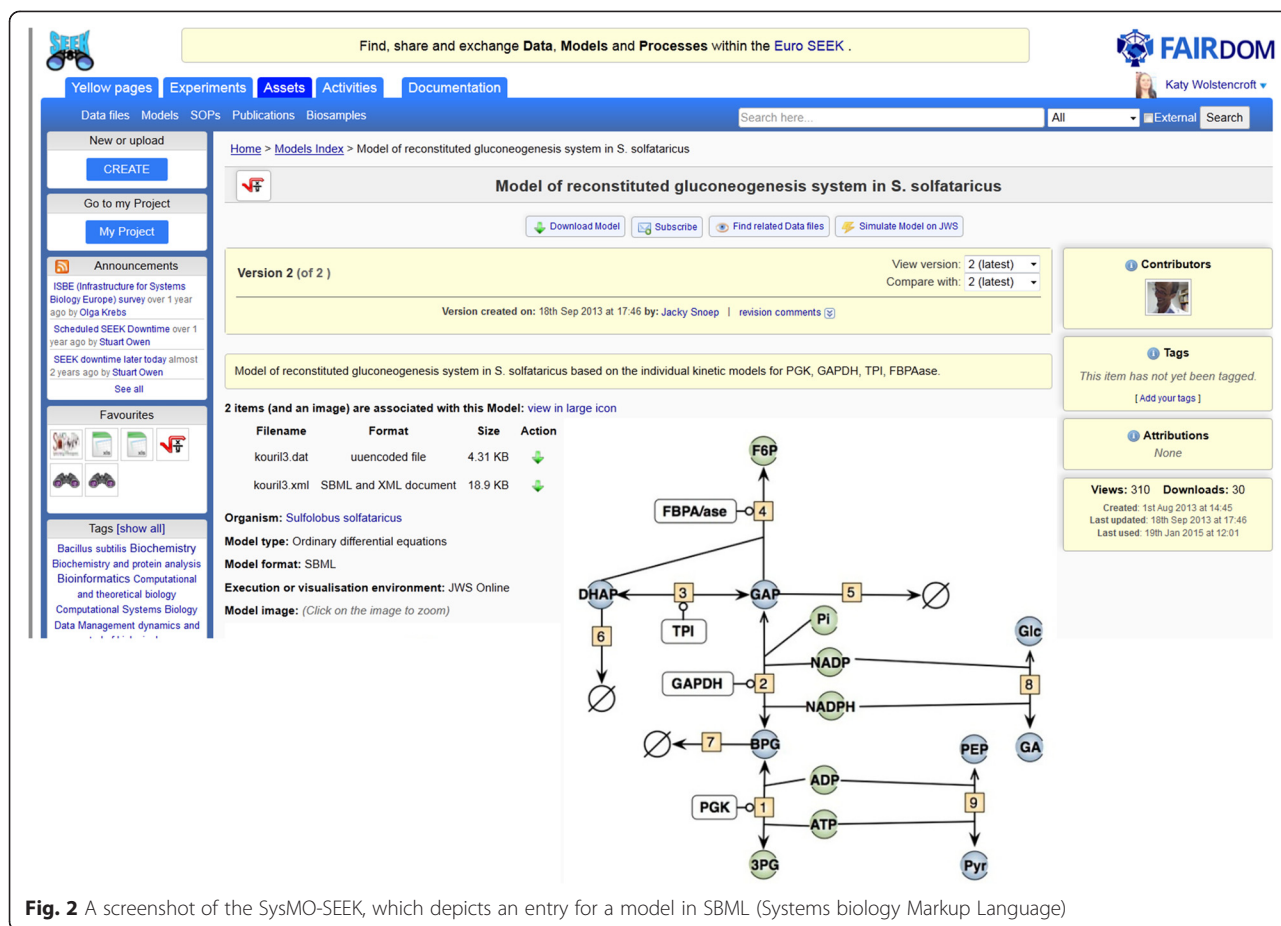 SEEK
Find, share and exchange Data, Models and Processes within the Euro SEEK .
FAIRDOM
Yellow pages Experiments Assets Activities Documentation
Katy Wolstencroft
Data files Models SOPs Publications Biosamples
Search here...
All
External
Search
New or upload
CREATE
Go to my Project
My Project
Announcements
ISBE (Infrastructure for Systems
Biology Europe) survey over 1 year
ago by Olga Krebs
Scheduled SEEK Downtime over 1
year ago by Stuart Owen
SEEK downtime later today almost
2 years ago by Stuart Owen
See all
Favourites
Tags [show all]
Bacillus subtilis Biochemistry
Biochemistry and protein analysis
Bioinformatics Computational
and theoretical biology
Computational Systems Biology
Data Management dynamics and
Home > Models Index > Model of reconstituted gluconeogenesis system in S. solfataricus
Model of reconstituted gluconeogenesis system in S. solfataricus
Download Model
Subscribe
Find related Data files
Simulate Model on JWS
Version 2 (of 2 )
View version: 2 (latest)
Compare with: 2 (latest)
Version created on: 18th Sep 2013 at 17:46 by: Jacky Snoep | revision comments
Model of reconstituted gluconeogenesis system in S. solfataricus based on the individual kinetic models for PGK, GAPDH, TPI, FBPAase.
2 items (and an image) are associated with this Model: view in large icon
Filename Format Size Action
kouril3.dat uuencoded file 4.31 KB
kouril3.xml SBML and XML document 18.9 KB
Organism: Sulfolobus solfataricus
Model type: Ordinary differential equations
Model format: SBML
Execution or visualisation environment: JWS Online
Model image: (Click on the image to zoom)
F6P
FBPA/ase 4
DHAP 3 GAP 5 ∅
6 TPI
Pi
Glc
NADP
GAPDH 2
8
∅
NADPH
∅ 7 BPG
PEP
GA
ADP
PGK 1
9
ATP
3PG
Pyr
Contributors
Tags
This item has not yet been tagged.
[ Add your tags ]
Attributions
None
Views: 310 Downloads: 30
Created: 1st Aug 2013 at 14:45
Last updated: 18th Sep 2013 at 17:46
Last used: 19th Jan 2015 at 12:01
Fig. 2 A screenshot of the SysMO-SEEK, which depicts an entry for a model in SBML (Systems biology Markup Language)